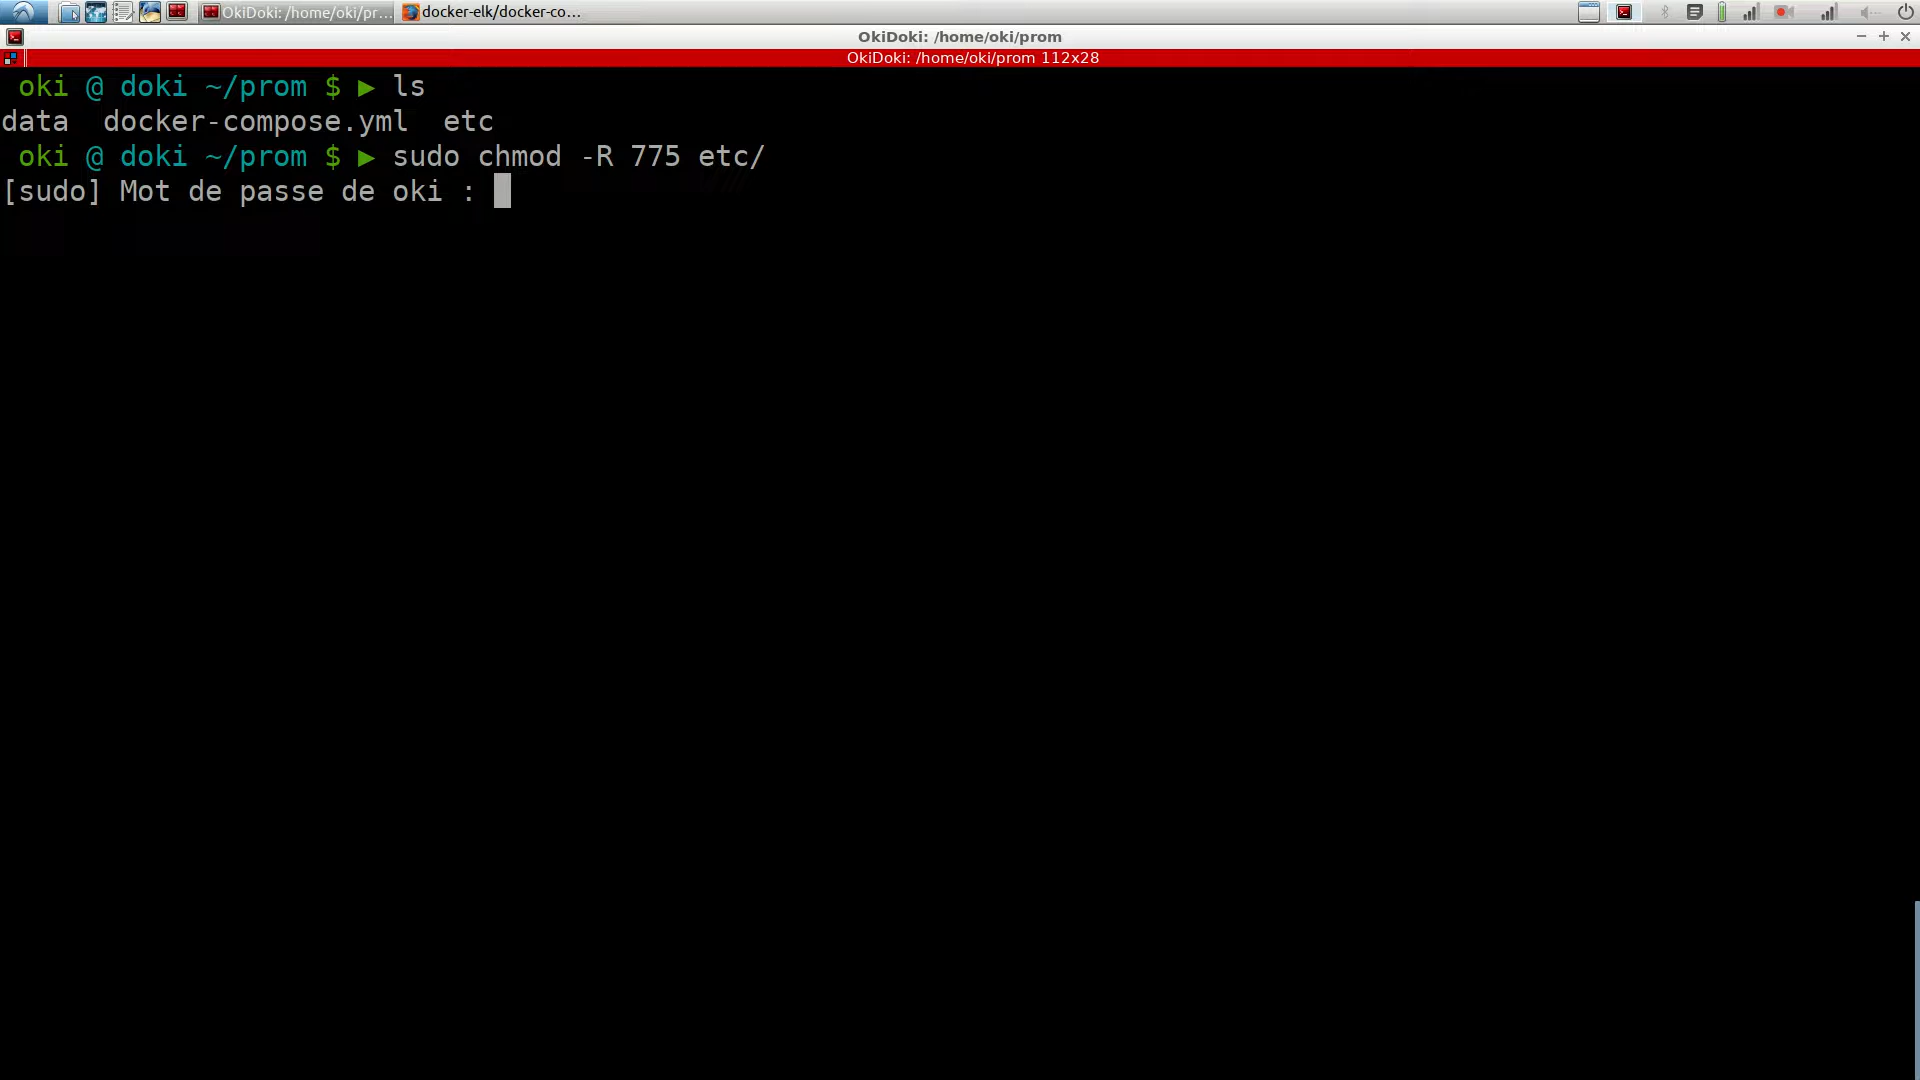 OkiDoki: /home/oki/pr... docker-elk/docker-co...
OkiDoki: /home/oki/prom
OkiDoki: /home/oki/prom 112x28
oki @ doki ~/prom $ ▶ ls
data docker-compose.yml etc
oki @ doki ~/prom $ ▶ sudo chmod -R 775 etc/
[sudo] Mot de passe de oki :